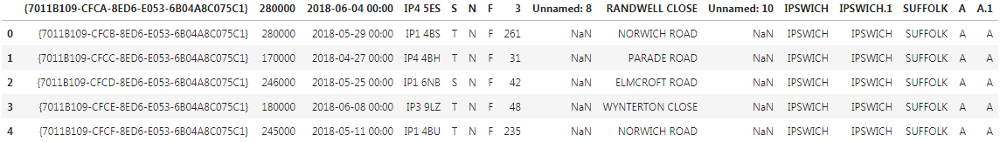 {7011B109-CFCA-8ED6-E053-6B04A8C075C1} 280000 2018-06-04 00:00 IP4 5ES S N F 3 Unnamed: 8 RANDWELL CLOSE Unnamed: 10 IPSWICH IPSWICH.1 SUFFOLK A A.1
0 {7011B109-CFCB-8ED6-E053-6B04A8C075C1} 280000 2018-05-29 00:00 IP1 4BS T N F 261 NaN NORWICH ROAD NaN IPSWICH IPSWICH SUFFOLK A A
1 {7011B109-CFCC-8ED6-E053-6B04A8C075C1} 170000 2018-04-27 00:00 IP4 4BH T N F 31 NaN PARADE ROAD NaN IPSWICH IPSWICH SUFFOLK A A
2 {7011B109-CFCD-8ED6-E053-6B04A8C075C1} 246000 2018-05-25 00:00 IP1 6NB S N F 42 NaN ELMCROFT ROAD NaN IPSWICH IPSWICH SUFFOLK A A
3 {7011B109-CFCE-8ED6-E053-6B04A8C075C1} 180000 2018-06-08 00:00 IP3 9LZ T N F 48 NaN WYNTERTON CLOSE NaN IPSWICH IPSWICH SUFFOLK A A
4 {7011B109-CFCF-8ED6-E053-6B04A8C075C1} 245000 2018-05-11 00:00 IP1 4BU T N F 235 NaN NORWICH ROAD NaN IPSWICH IPSWICH SUFFOLK A A